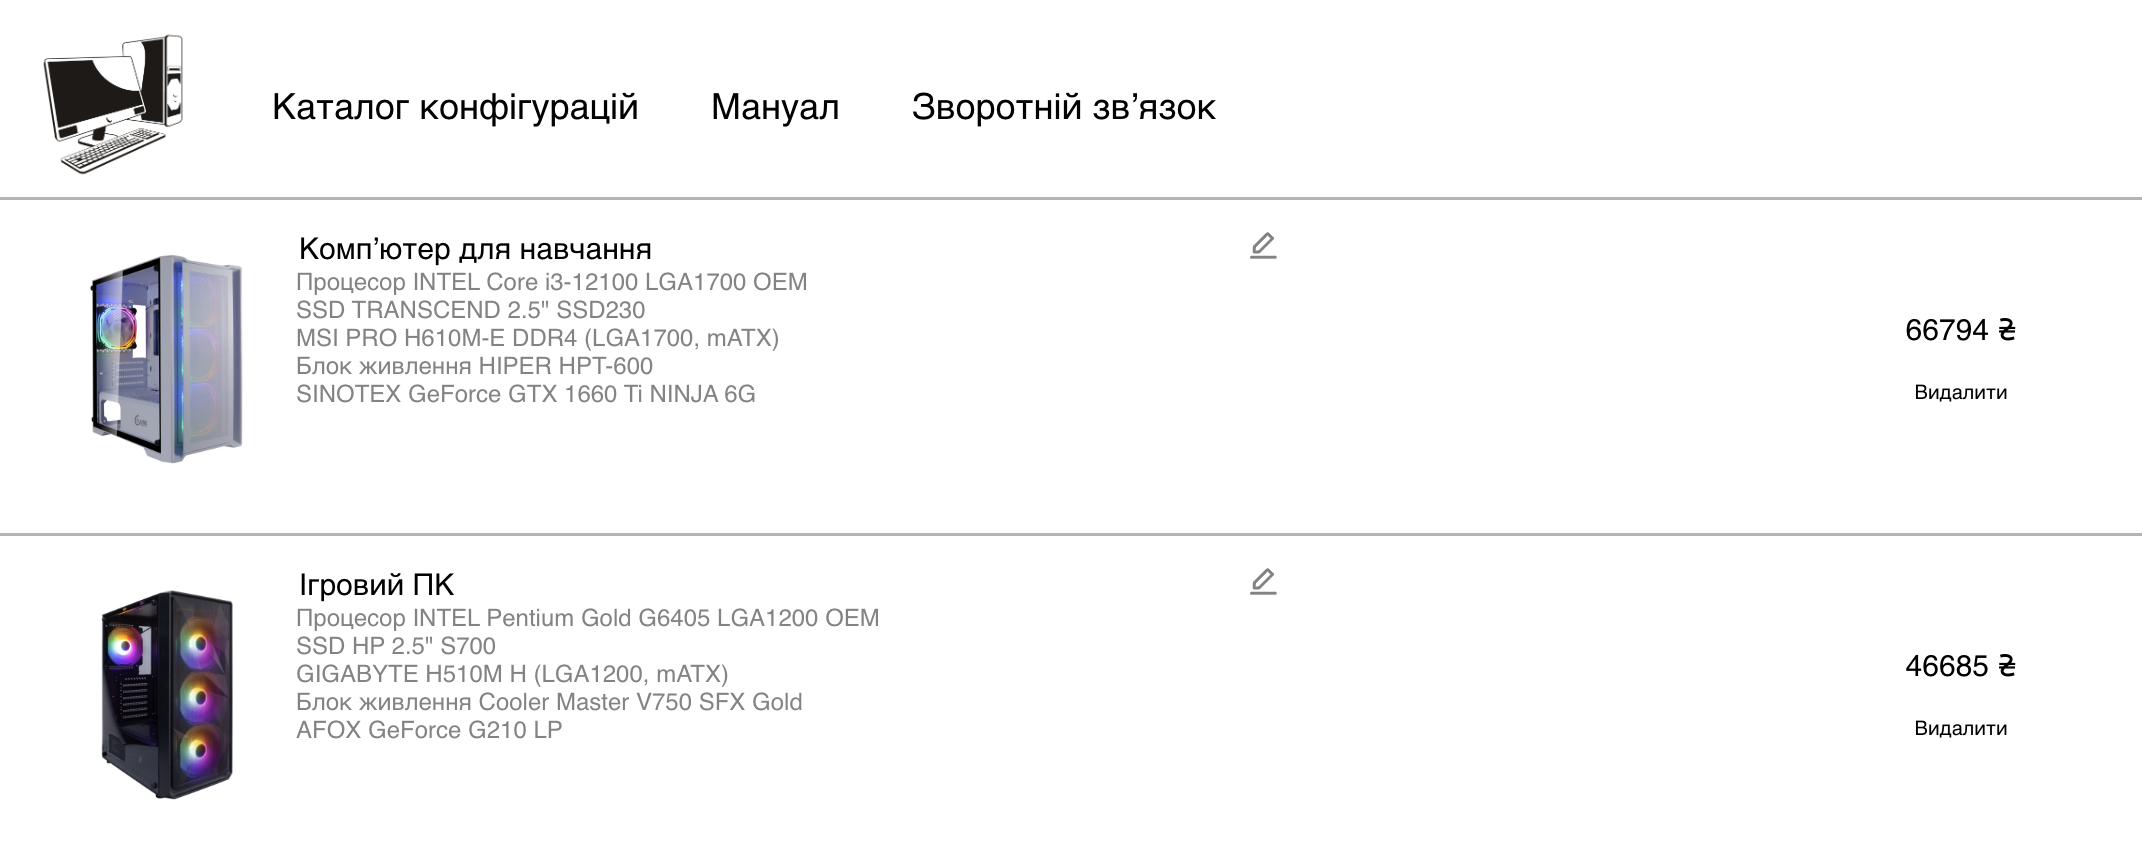 Каталог конфігурацій Мануал Зворотній зв’язок
Комп’ютер для навчання
Процесор INTEL Core i3-12100 LGA1700 OEM
SSD TRANSCEND 2.5" SSD230
MSI PRO H610M-E DDR4 (LGA1700, mATX)
Блок живлення HIPER HPT-600
SINOTEX GeForce GTX 1660 Ti NINJA 6G
66794 ₴
Видалити
Ігровий ПК
Процесор INTEL Pentium Gold G6405 LGA1200 OEM
SSD HP 2.5" S700
GIGABYTE H510M H (LGA1200, mATX)
Блок живлення Cooler Master V750 SFX Gold
AFOX GeForce G210 LP
46685 ₴
Видалити